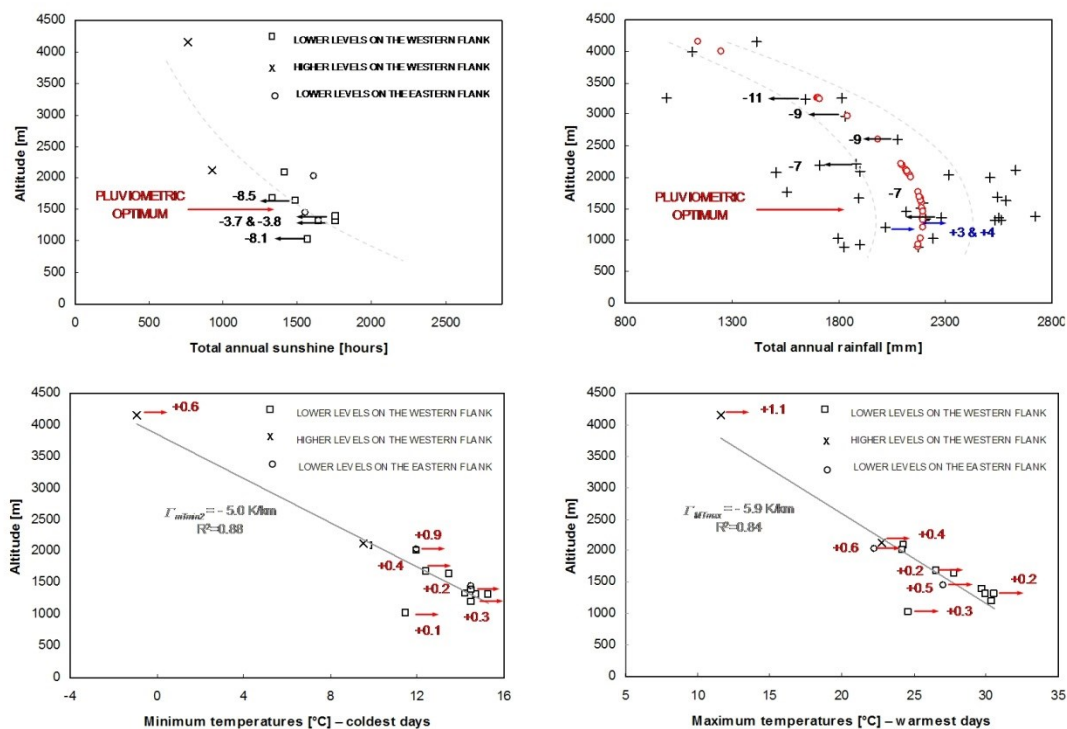 4500
4000
3500
3000
2500
2000
1500
1000
500
0
Altitude [m]
LOWER LEVELS ON THE WESTERN FLANK
HIGHER LEVELS ON THE WESTERN FLANK
LOWER LEVELS ON THE EASTERN FLANK
PLUVIOMETRIC
OPTIMUM
-8.5
-3.7 & -3.8
-8.1
0 500 1000 1500 2000 2500
Total annual sunshine [hours]
4500
4000
3500
3000
2500
2000
1500
1000
500
0
Altitude [m]
-11
-9
-9
-7
-7
PLUVIOMETRIC
OPTIMUM
+3 & +4
800 1300 1800 2300 2800
Total annual rainfall [mm]
4500
4000
3500
3000
2500
2000
1500
1000
500
0
Altitude [m]
+0.6
LOWER LEVELS ON THE WESTERN FLANK
HIGHER LEVELS ON THE WESTERN FLANK
LOWER LEVELS ON THE EASTERN FLANK
= - 5.0 K/km
R²=0.88
+0.9
+0.4
+0.2
+0.3
+0.1
-4 0 4 8 12 16
Minimum temperatures [°C] – coldest days
4500
4000
3500
3000
2500
2000
1500
1000
500
0
Altitude [m]
+1.1
LOWER LEVELS ON THE WESTERN FLANK
HIGHER LEVELS ON THE WESTERN FLANK
LOWER LEVELS ON THE EASTERN FLANK
= - 5.9 K/km
R²=0.84
+0.4
+0.6
+0.2
+0.2
+0.5
+0.3
5 10 15 20 25 30 35
Maximum temperatures [°C] – warmest days